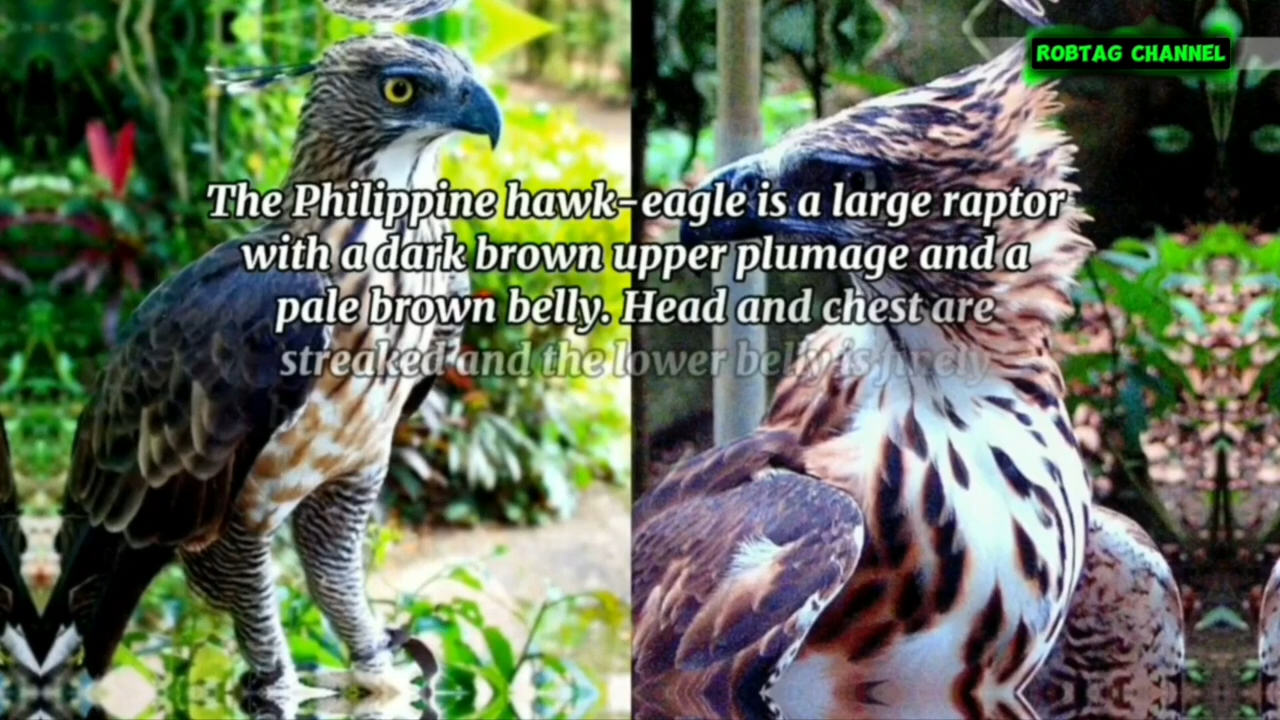 ROBTAG CHANNEL
The Philippine hawk-eagle is a large raptor
with a dark brown upper plumage and a
pale brown belly. Head and chest are
streaked and the lower belly is finely